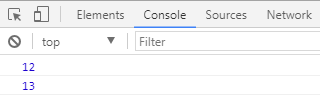 Elements Console Sources Network
top Filter
12
13